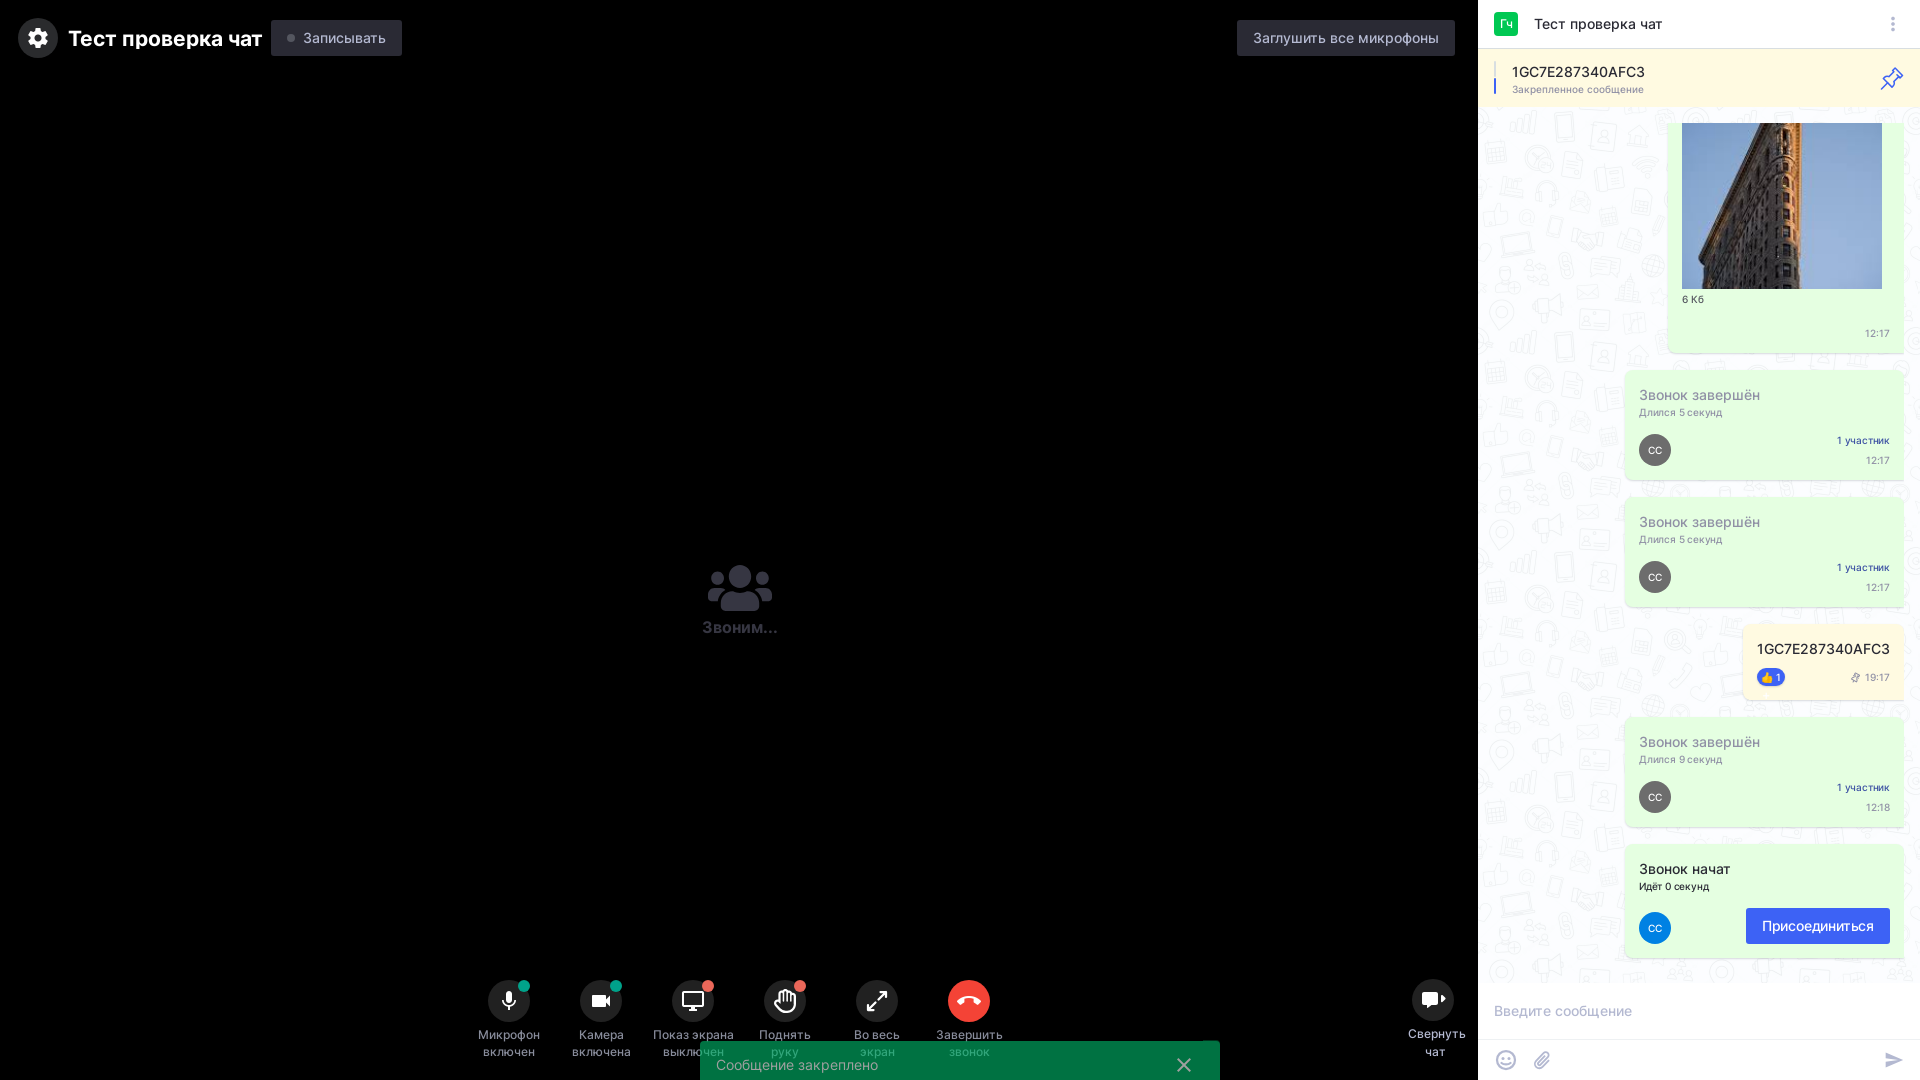 Тест проверка чат
Записывать
Заглушить все микрофоны
Звоним...
Микрофон
включен
Камера
включена
Показ экрана
выключен
Поднять
руку
Во весь
экран
Завершить
звонок
Свернуть
чат
Сообщение закреплено
Гч
Тест проверка чат
1GC7E287340AFC3
Закрепленное сообщение
6 Кб
12:17
Звонок завершён
Длился 5 секунд
СС
1 участник
12:17
Звонок завершён
Длился 5 секунд
СС
1 участник
12:17
1GC7E287340AFC3
1
19:17
Звонок завершён
Длился 9 секунд
СС
1 участник
12:18
Звонок начат
Идёт 0 секунд
СС
Присоединиться
Введите сообщение